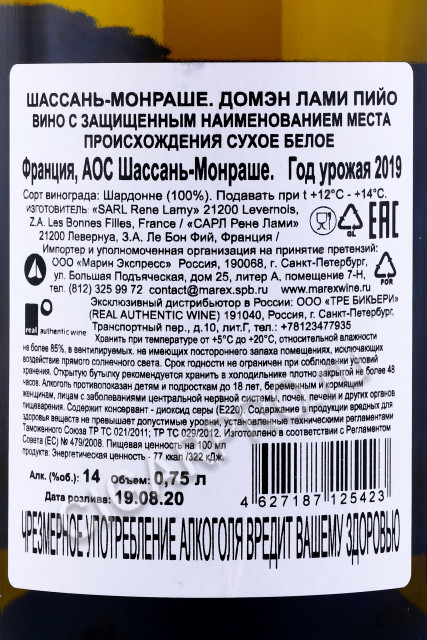 ШАССАНЬ-МОНРАШЕ. ДОМЭН ЛАМИ ПИЙО
ВИНО С ЗАЩИЩЕННЫМ НАИМЕНОВАНИЕМ МЕСТА
ПРОИСХОЖДЕНИЯ СУХОЕ БЕЛОЕ
Франция, АОС Шассань-Монраше. Год урожая 2019
Сорт винограда: Шардонне (100%). Подавать при t +12°C - +14°C.
ИЗГОТОВИТЕЛЬ: «SARL Rene Lamy» 21200 Levernois,
Z.A. Les Bonnes Filles, France / «САРЛ Рене Лами»
21200 Левернуа, З.А. Ле Бон Фий, Франция /
GL
EAC
Импортер и уполномоченная организация на принятие претензий:
ООО «Марин Экспресс» Россия, 190068, г. Санкт-Петербург,
ул. Большая Подъяческая, дом 25, литер А, помещение 7-Н,
тел. (812) 325 99 72 contact@marex.spb.ru www.marexwine.ru
FOR
Эксклюзивный дистрибьютор в России: ООО «ТРЕ БИКЬЕРИ»
(REAL AUTHENTIC WINE) 191040, Россия, г. Санкт-Петербург,
real authentic wine
Транспортный пер., д.10, лит.Г, тел.: +78123477935
Хранить при температуре от +5°C до +20°C, относительной влажности
не более 85%, в вентилируемых, не имеющих постороннего запаха помещениях, исключающих
воздействие прямого солнечного света. Срок годности не ограничен при соблюдении условий
хранения. Открытую бутылку рекомендуется хранить в холодильнике плотно закрытой не более 48
часов. Алкоголь противопоказан детям и подросткам до 18 лет, беременным и кормящим
женщинам, лицам с заболеваниями центральной нервной системы, почек, печени и других органов
пищеварения. Содержит консервант - диоксид серы (E220). Содержание в продукции вредных для
здоровья веществ не превышает допустимые уровни, установленные техническими регламентами
Таможенного Союза ТР ТС 021/2011; ТР ТС 029/2012. Изготовлено в соответствии с Регламентом
Совета (ЕС) № 479/2008. Пищевая ценность на 100 мл
продукта: Энергетическая ценность - 77 ккал /322 кДж.
Алк. (%об.): 14 Объем: 0,75 л
Дата розлива: 19.08.20
4 627187 125423
ЧРЕЗМЕРНОЕ УПОТРЕБЛЕНИЕ АЛКОГОЛЯ ВРЕДИТ ВАШЕМУ ЗДОРОВЬЮ